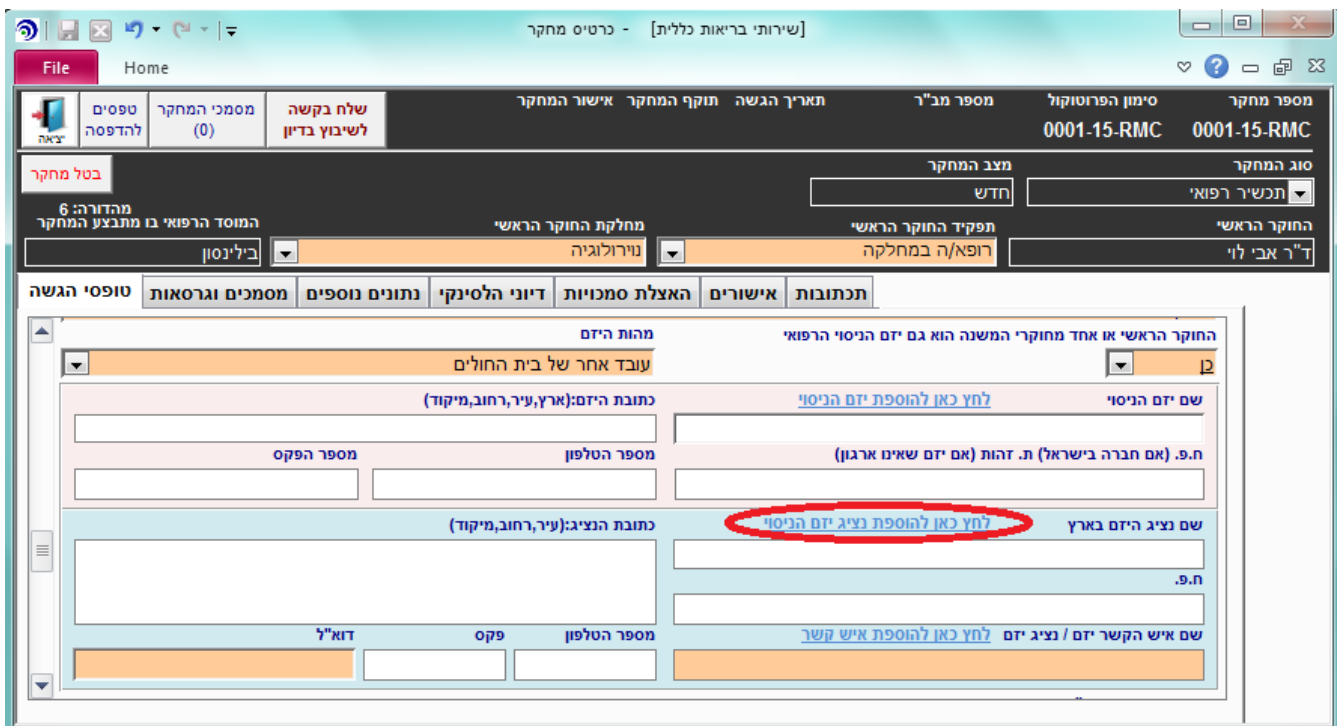 [שירותי בריאות כללית] - כרטיס מחקר
File Home
מספר מחקר סימון הפרוטוקול מספר מב"ר תאריך הגשה תוקף המחקר אישור המחקר
0001-15-RMC 0001-15-RMC
שלח בקשה לשיבוץ בדיון
מסמכי המחקר (0)
טפסים להדפסה
יציאה
סוג המחקר מצב המחקר
תכשיר רפואי חדש
בטל מחקר
מהדורה: 6
החוקר הראשי תפקיד החוקר הראשי מחלקת החוקר הראשי המוסד הרפואי בו מתבצע המחקר
ד"ר אבי לוי רופא/ה במחלקה נוירולוגיה בילינסון
תכתובות אישורים האצלת סמכויות דיוני הלסינקי נתונים נוספים מסמכים וגרסאות טופסי הגשה
החוקר הראשי או אחד מחוקרי המשנה הוא גם יזם הניסוי הרפואי מהות היזם
כן עובד אחר של בית החולים
שם יזם הניסוי לחץ כאן להוספת יזם הניסוי כתובת היזם:(ארץ,עיר,רחוב,מיקוד)
ח.פ. (אם חברה בישראל) ת. זהות (אם יזם שאינו ארגון) מספר הטלפון מספר הפקס
שם נציג היזם בארץ לחץ כאן להוספת נציג יזם הניסוי כתובת הנציג:(עיר,רחוב,מיקוד)
ח.פ.
שם איש הקשר יזם / נציג יזם לחץ כאן להוספת איש קשר מספר הטלפון פקס דוא"ל